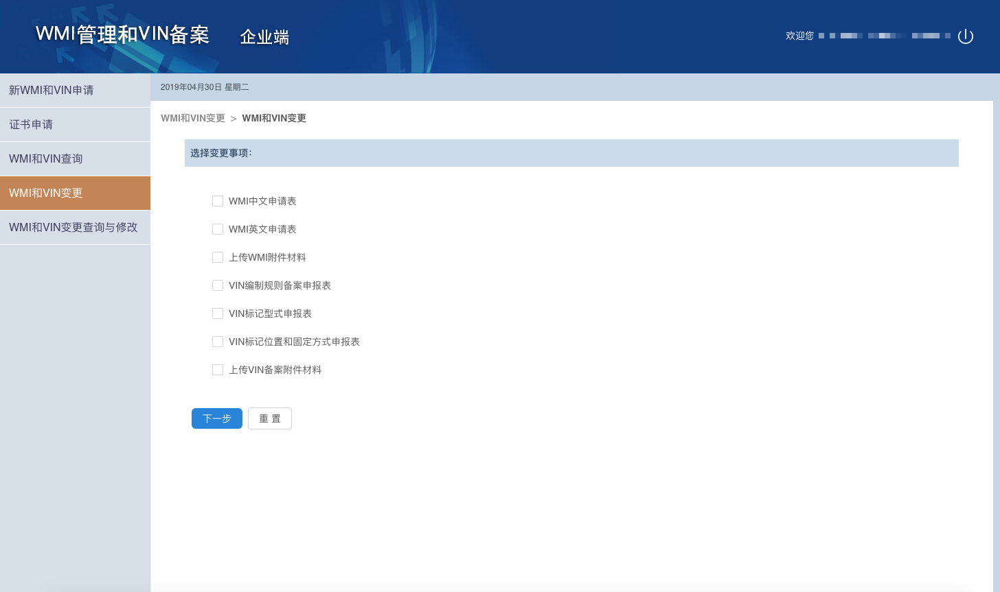 WMI管理和VIN备案 企业端
欢迎您
新WMI和VIN申请
证书申请
WMI和VIN查询
WMI和VIN变更
WMI和VIN变更查询与修改
2019年04月30日 星期二
WMI和VIN变更 > WMI和VIN变更
选择变更事项:
WMI中文申请表
WMI英文申请表
上传WMI附件材料
VIN编制规则备案申报表
VIN标记型式申报表
VIN标记位置和固定方式申报表
上传VIN备案附件材料
下一步 重 置